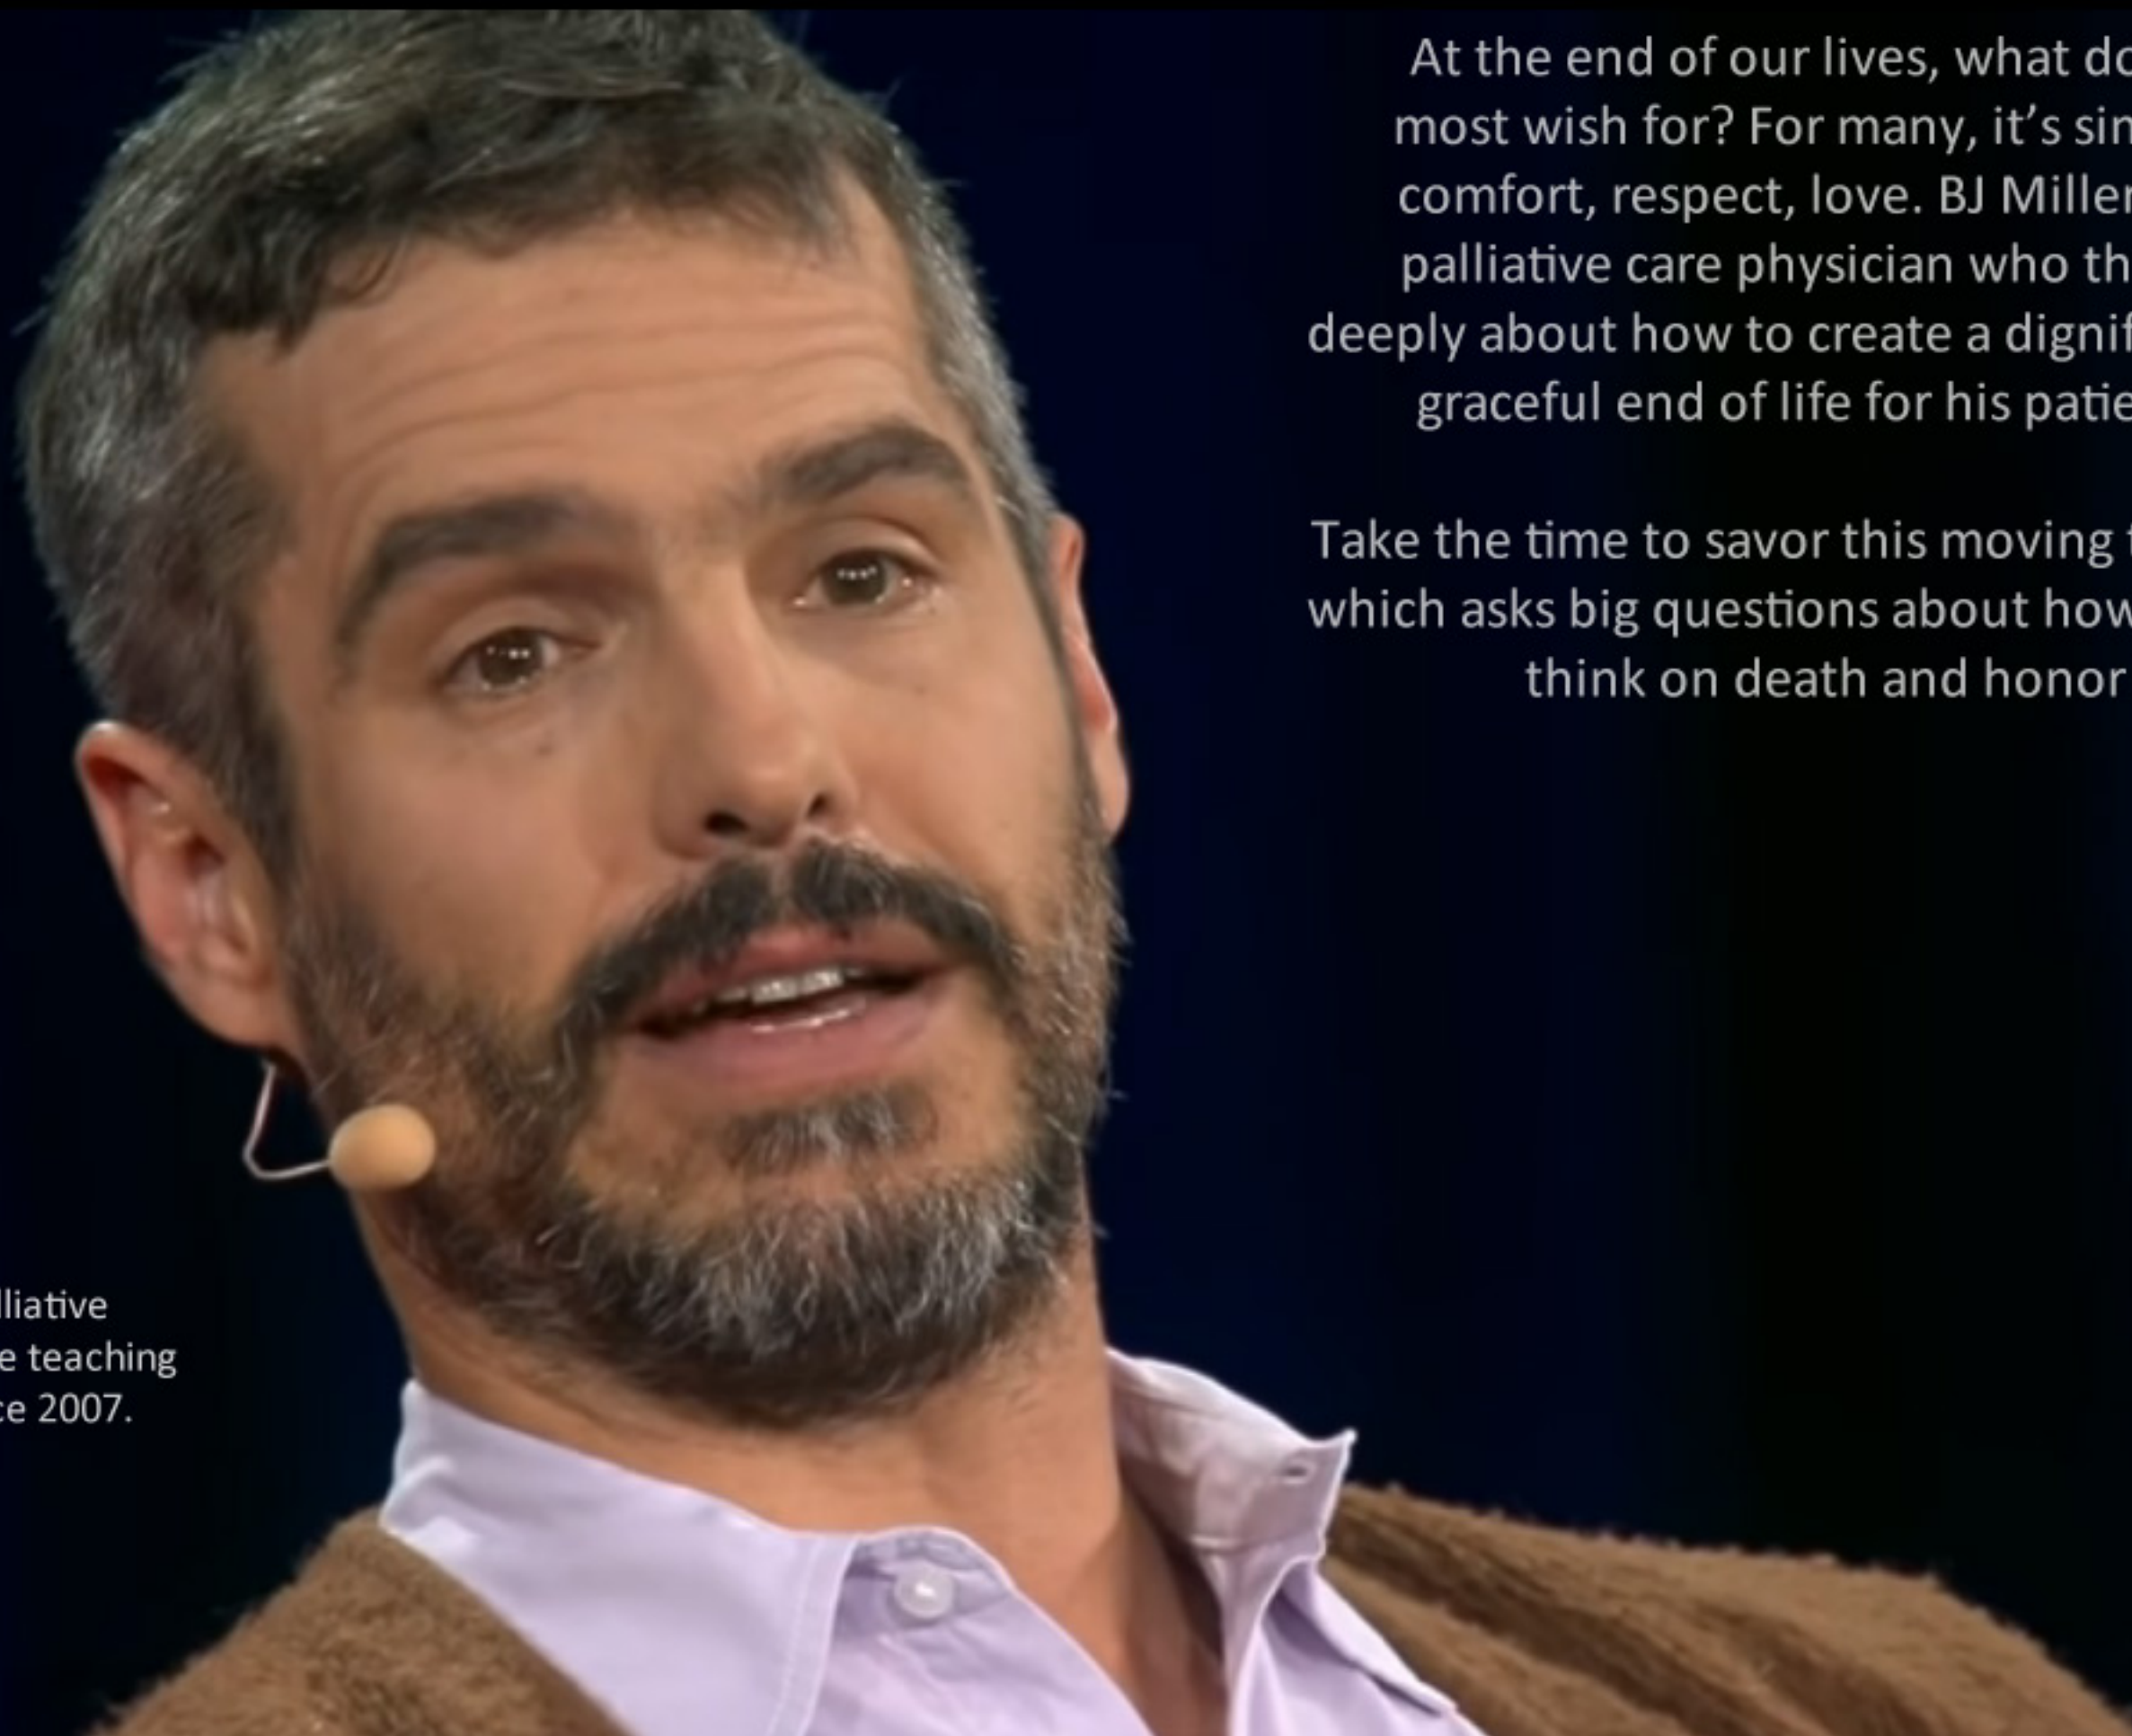 At the end of our lives, what do
most wish for? For many, it’s sim
comfort, respect, love. BJ Miller
palliative care physician who th
deeply about how to create a dignif
graceful end of life for his patie
Take the time to savor this moving t
which asks big questions about how
think on death and honor
lliative
e teaching
ce 2007.